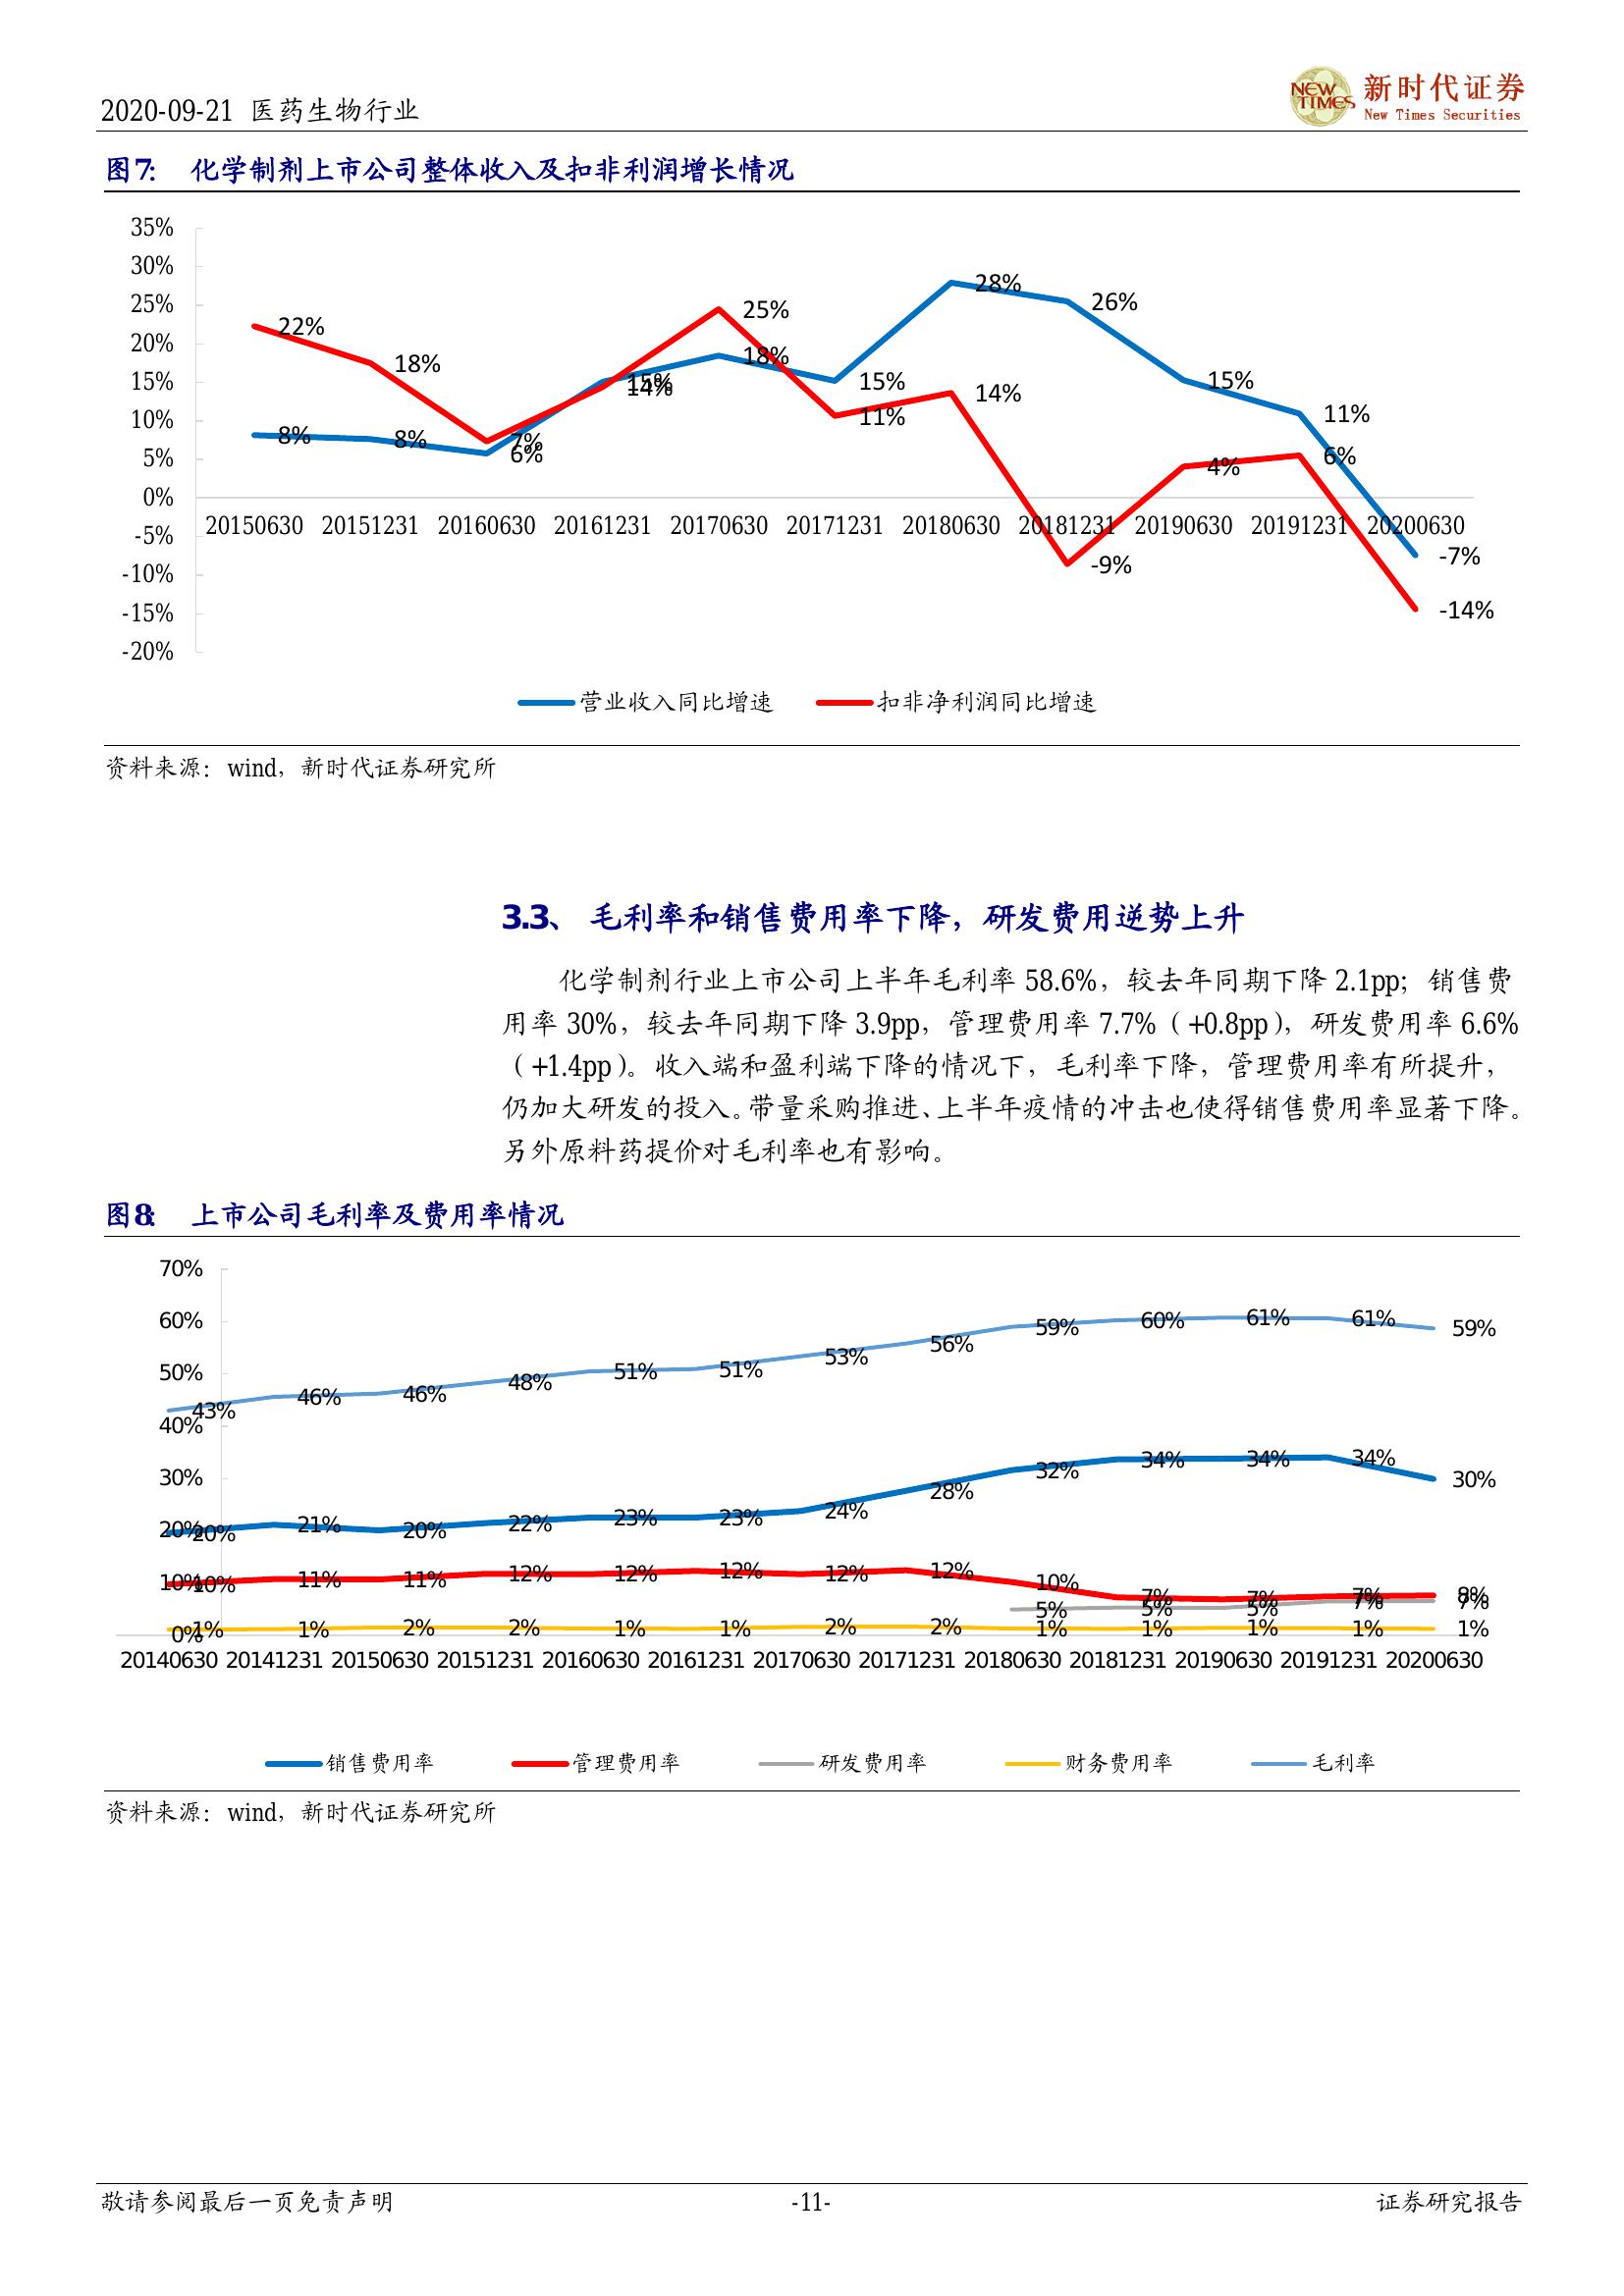 2020-09-21 医药生物行业
NEW TIMES 新时代证券
New Times Securities
图7: 化学制剂上市公司整体收入及扣非利润增长情况
35%
30%
25%
20%
15%
10%
5%
0%
-5%
-10%
-15%
-20%
22% 18% 7% 14% 25% 11% 14% -9% 4% 6% -14%
8% 8% 6% 15% 18% 15% 28% 26% 15% 11% -7%
20150630 20151231 20160630 20161231 20170630 20171231 20180630 20181231 20190630 20191231 20200630
营业收入同比增速 扣非净利润同比增速
资料来源：wind，新时代证券研究所
3.3、 毛利率和销售费用率下降，研发费用逆势上升
化学制剂行业上市公司上半年毛利率 58.6%，较去年同期下降 2.1pp；销售费
用率 30%，较去年同期下降 3.9pp，管理费用率 7.7%（+0.8pp），研发费用率 6.6%
（+1.4pp）。收入端和盈利端下降的情况下，毛利率下降，管理费用率有所提升，
仍加大研发的投入。带量采购推进、上半年疫情的冲击也使得销售费用率显著下降。
另外原料药提价对毛利率也有影响。
图8: 上市公司毛利率及费用率情况
70%
60%
50%
40%
30%
20%
10%
0%
43% 46% 46% 48% 51% 51% 53% 56% 59% 60% 61% 61% 59%
20% 21% 20% 22% 23% 23% 24% 28% 32% 34% 34% 34% 30%
10% 11% 11% 12% 12% 12% 12% 12% 10% 7% 7% 7% 8%
5% 5% 5% 7% 7%
1% 1% 2% 2% 1% 1% 2% 2% 1% 1% 1% 1% 1%
20140630 20141231 20150630 20151231 20160630 20161231 20170630 20171231 20180630 20181231 20190630 20191231 20200630
销售费用率 管理费用率 研发费用率 财务费用率 毛利率
资料来源：wind，新时代证券研究所
敬请参阅最后一页免责声明 -11- 证券研究报告